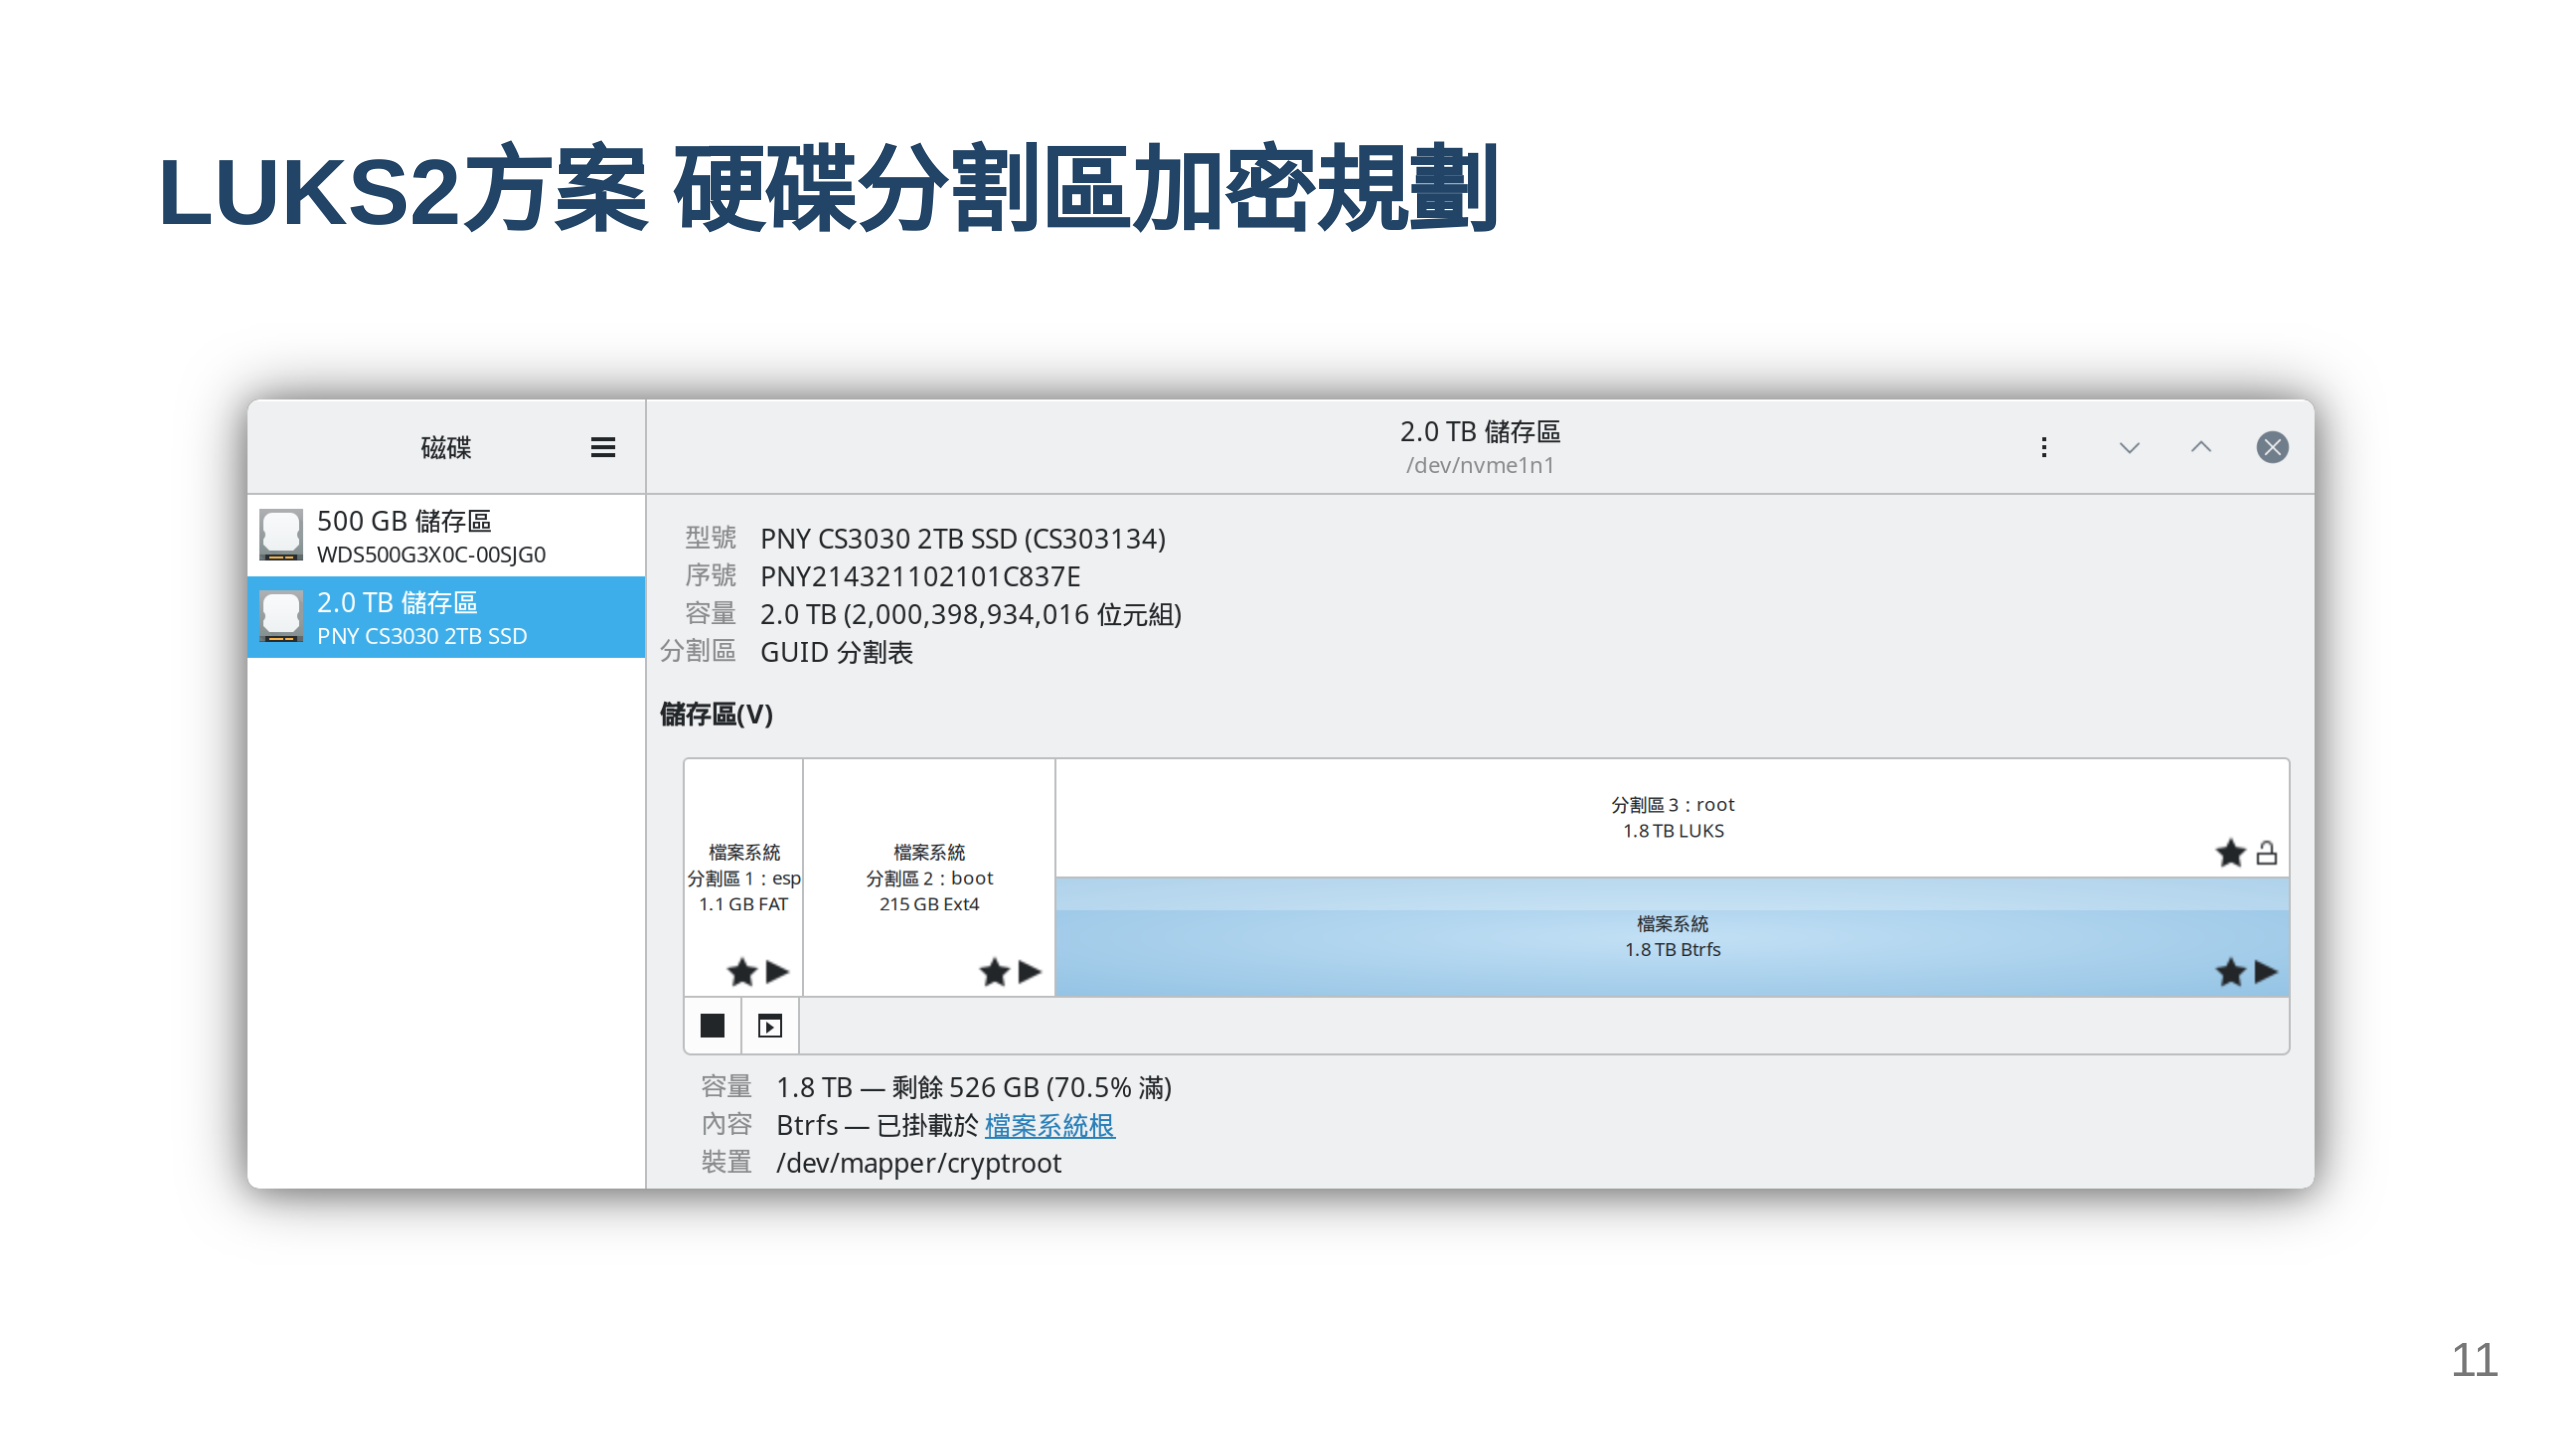 LUKS2方案 硬碟分割區加密規劃
磁碟
2.0 TB 儲存區
/dev/nvme1n1
500 GB 儲存區
WDS500G3X0C-00SJG0
2.0 TB 儲存區
PNY CS3030 2TB SSD
型號 PNY CS3030 2TB SSD (CS303134)
序號 PNY214321102101C837E
容量 2.0 TB (2,000,398,934,016 位元組)
分割區 GUID 分割表
儲存區(V)
檔案系統
分割區 1：esp
1.1 GB FAT
檔案系統
分割區 2：boot
215 GB Ext4
分割區 3：root
1.8 TB LUKS
檔案系統
1.8 TB Btrfs
容量 1.8 TB — 剩餘 526 GB (70.5% 滿)
內容 Btrfs — 已掛載於 檔案系統根
裝置 /dev/mapper/cryptroot
11